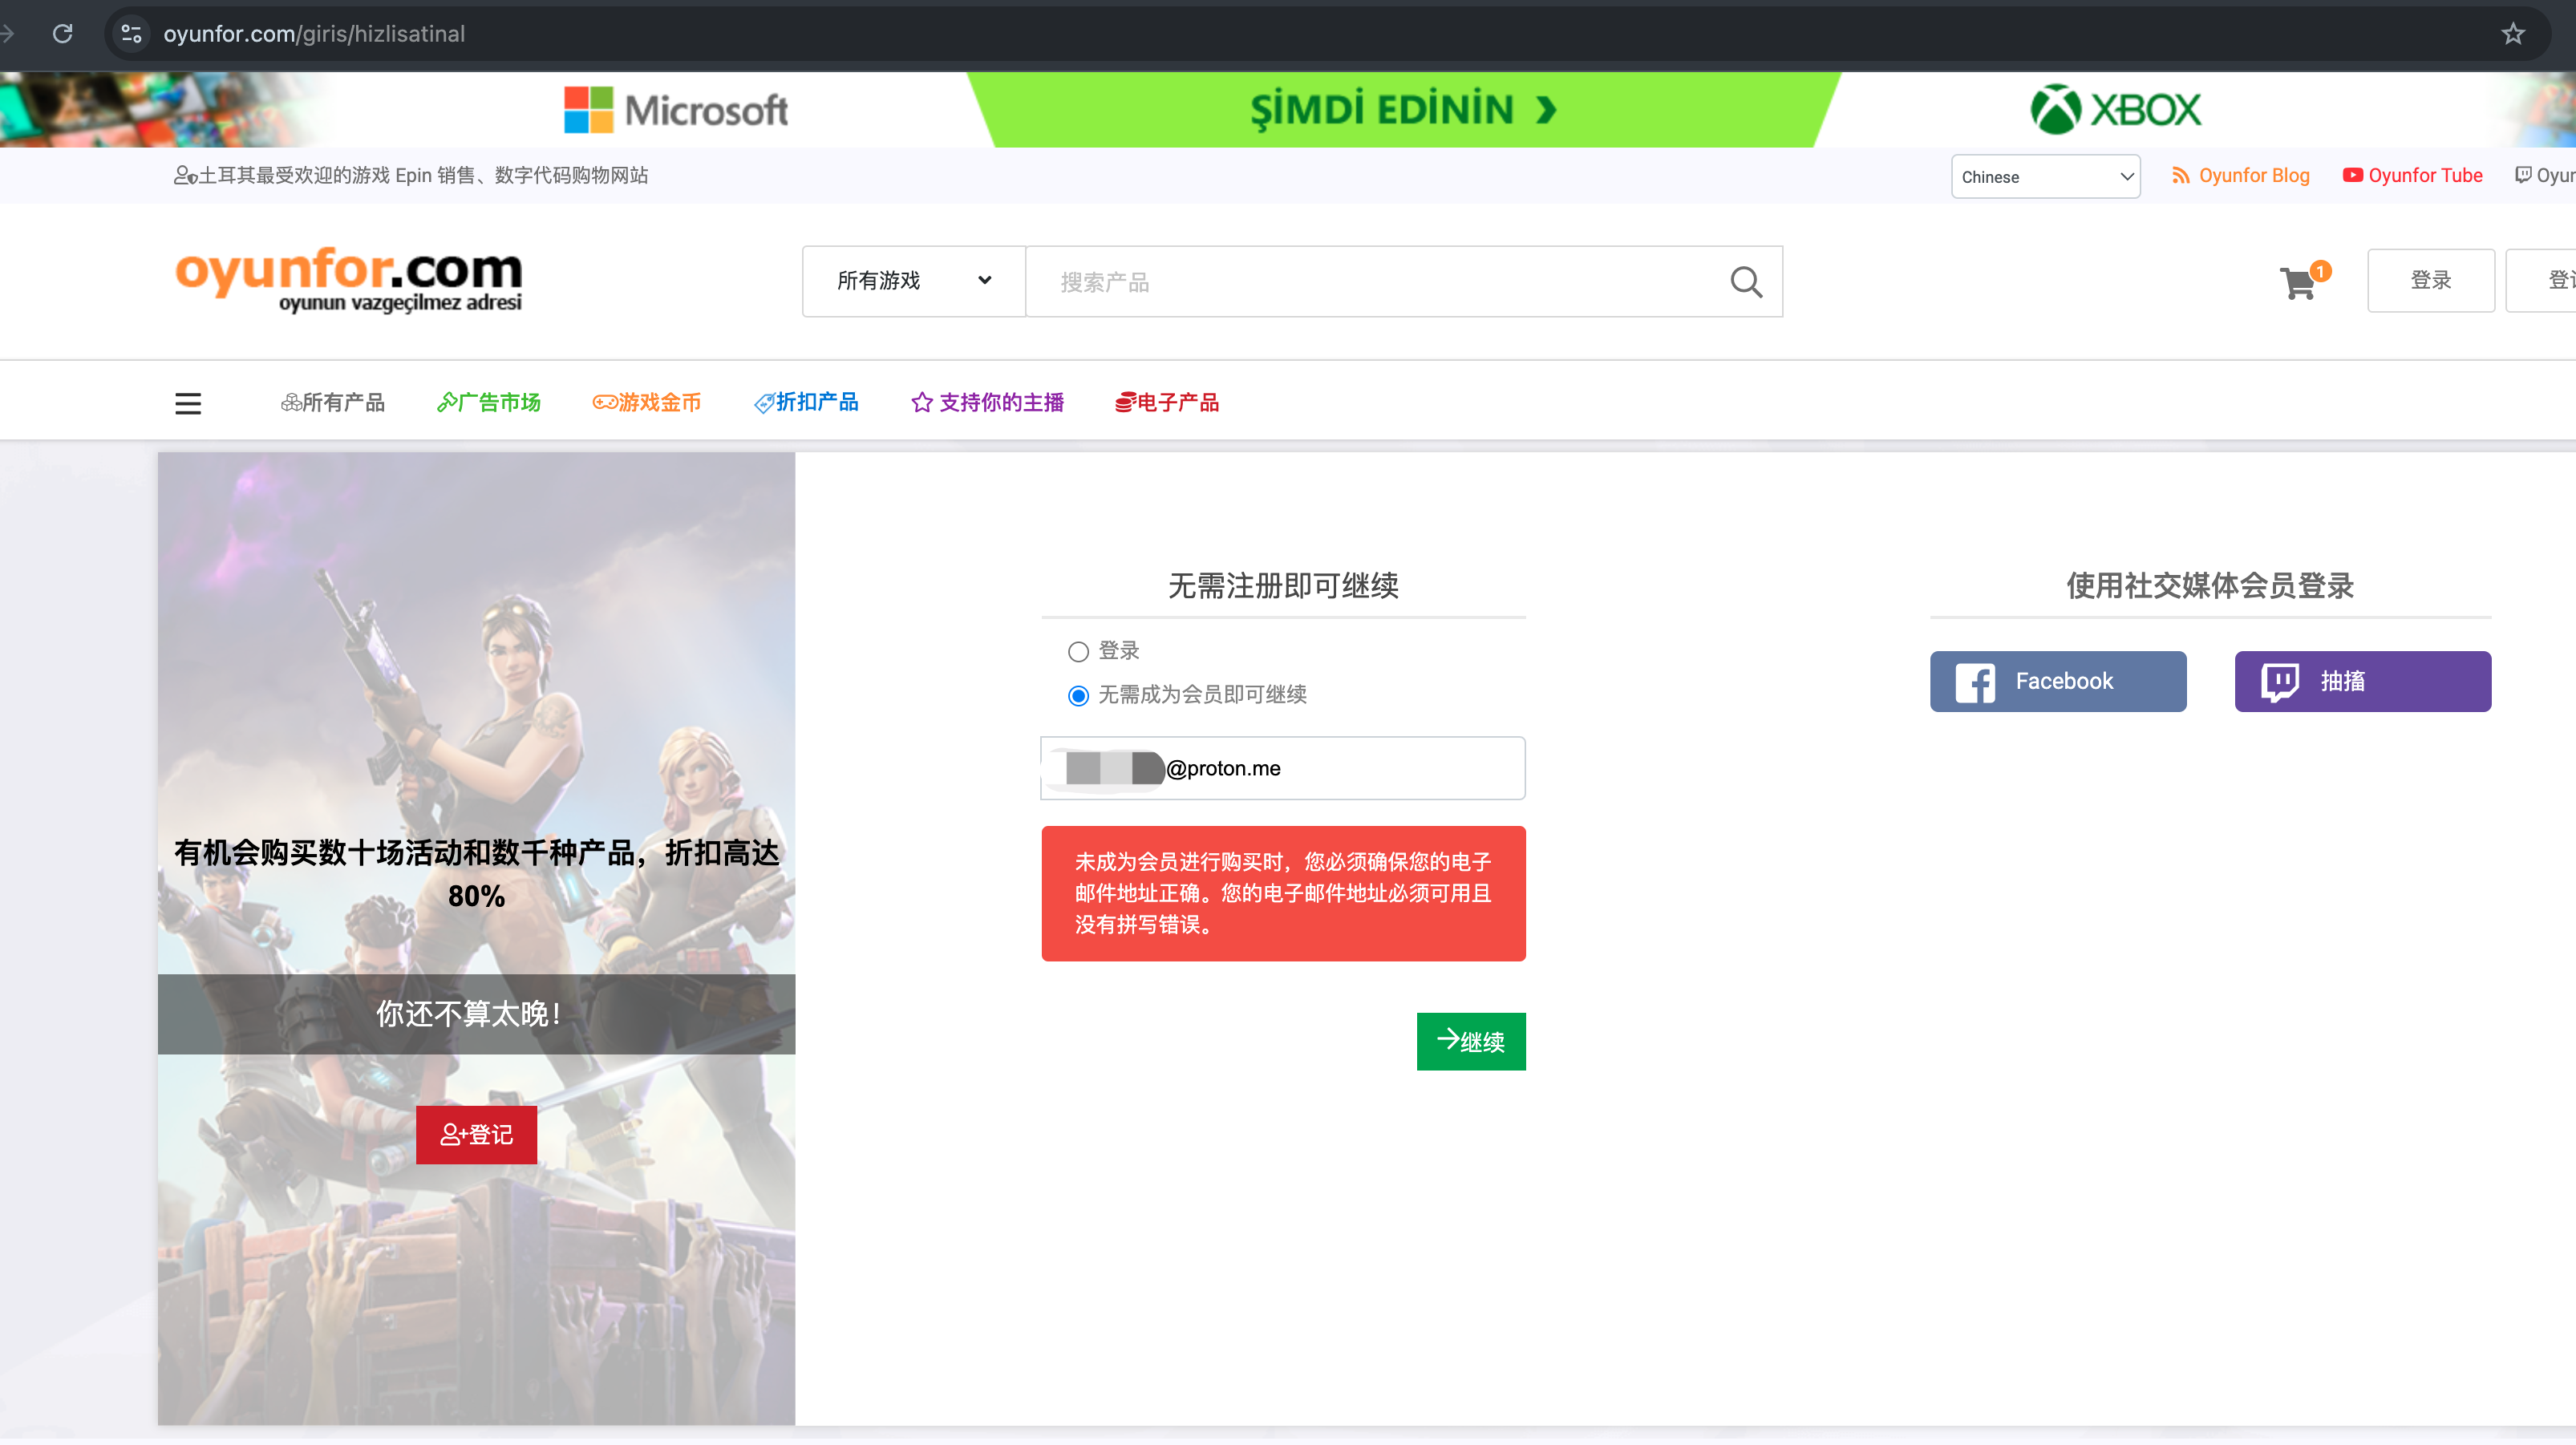 oyunfor.com/giris/hizlisatinal
Microsoft
ŞİMDİ EDİNİN
XBOX
土耳其最受欢迎的游戏 Epin 销售、数字代码购物网站
Chinese
Oyunfor Blog
Oyunfor Tube
oyunfor.com
oyunun vazgeçilmez adresi
所有游戏
搜索产品
1
登录
所有产品
广告市场
游戏金币
折扣产品
支持你的主播
电子产品
有机会购买数十场活动和数千种产品，折扣高达
80%
你还不算太晚！
登记
无需注册即可继续
登录
无需成为会员即可继续
@proton.me
未成为会员进行购买时，您必须确保您的电子
邮件地址正确。您的电子邮件地址必须可用且
没有拼写错误。
继续
使用社交媒体会员登录
Facebook
抽搐